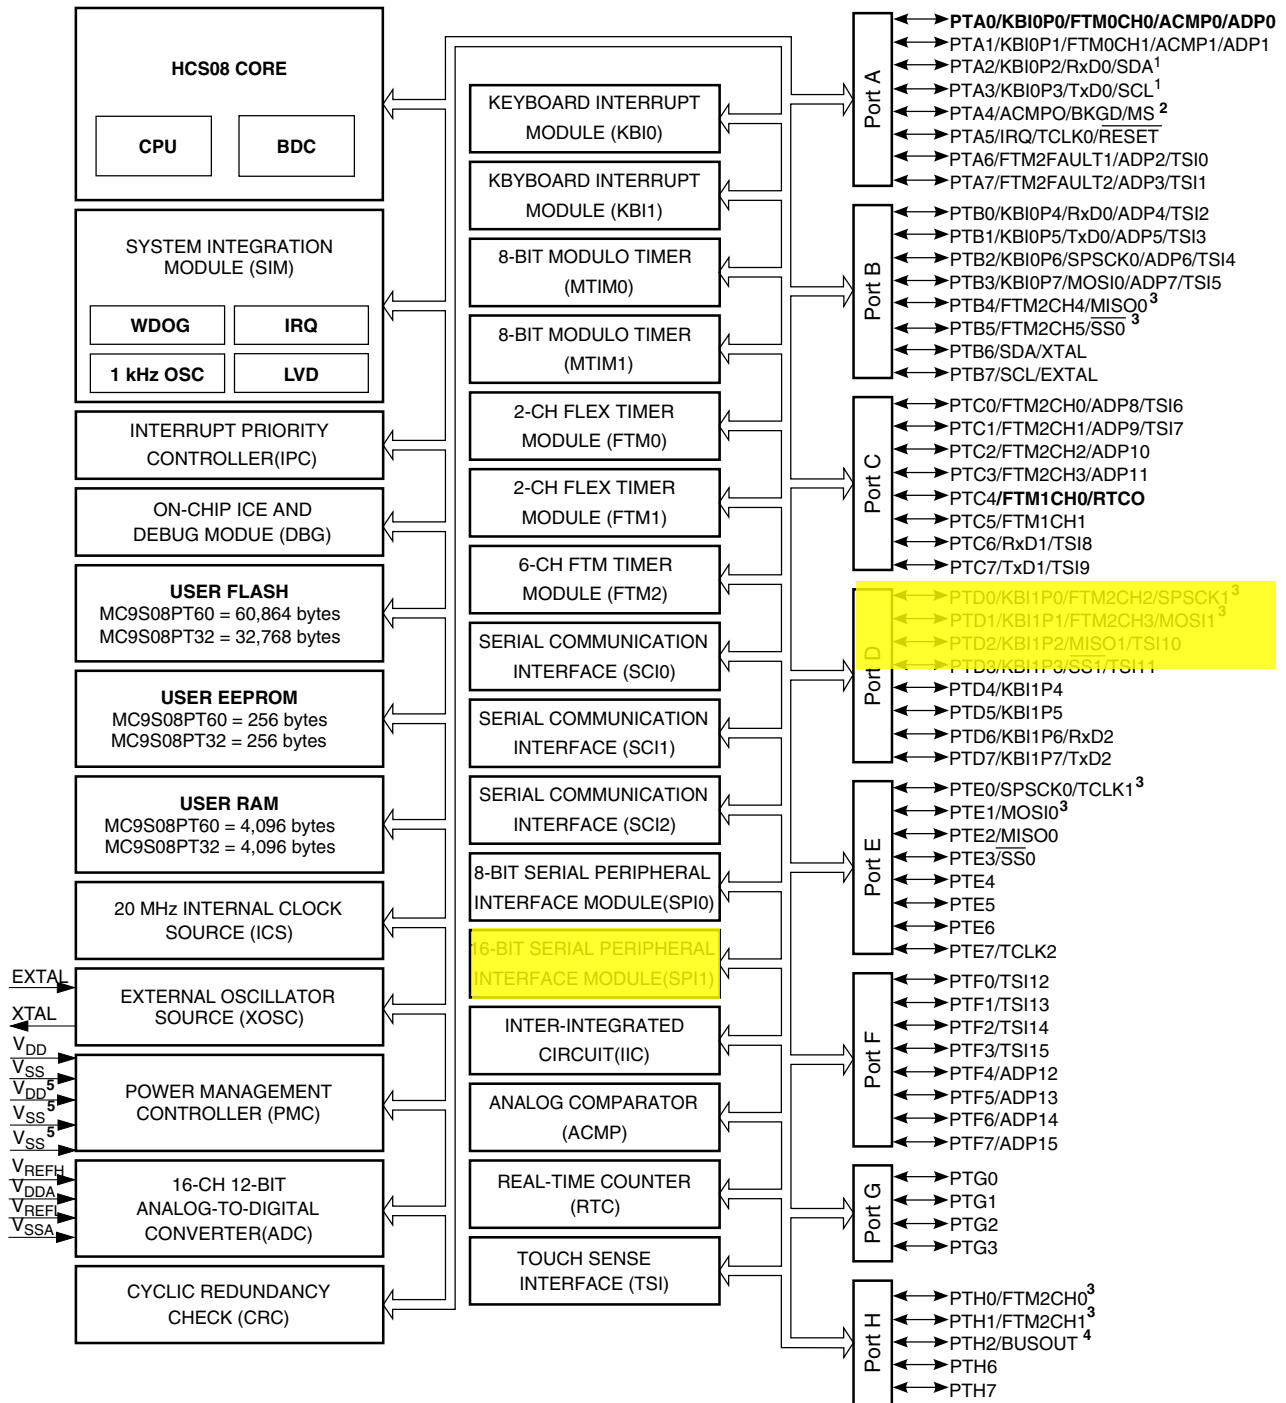 HCS08 CORE
CPU
BDC
SYSTEM INTEGRATION
MODULE (SIM)
WDOG
IRQ
1 kHz OSC
LVD
INTERRUPT PRIORITY
CONTROLLER(IPC)
ON-CHIP ICE AND
DEBUG MODUE (DBG)
USER FLASH
MC9S08PT60 = 60,864 bytes
MC9S08PT32 = 32,768 bytes
USER EEPROM
MC9S08PT60 = 256 bytes
MC9S08PT32 = 256 bytes
USER RAM
MC9S08PT60 = 4,096 bytes
MC9S08PT32 = 4,096 bytes
20 MHz INTERNAL CLOCK
SOURCE (ICS)
EXTAL
XTAL
EXTERNAL OSCILLATOR
SOURCE (XOSC)
VDD
VSS
VDD5
VSS5
VSS5
POWER MANAGEMENT
CONTROLLER (PMC)
VREFH
VDDA
VREFL
VSSA
16-CH 12-BIT
ANALOG-TO-DIGITAL
CONVERTER(ADC)
CYCLIC REDUNDANCY
CHECK (CRC)
KEYBOARD INTERRUPT
MODULE (KBI0)
KBYBOARD INTERRUPT
MODULE (KBI1)
8-BIT MODULO TIMER
(MTIM0)
8-BIT MODULO TIMER
(MTIM1)
2-CH FLEX TIMER
MODULE (FTM0)
2-CH FLEX TIMER
MODULE (FTM1)
6-CH FTM TIMER
MODULE (FTM2)
SERIAL COMMUNICATION
INTERFACE (SCI0)
SERIAL COMMUNICATION
INTERFACE (SCI1)
SERIAL COMMUNICATION
INTERFACE (SCI2)
8-BIT SERIAL PERIPHERAL
INTERFACE MODULE(SPI0)
16-BIT SERIAL PERIPHERAL
INTERFACE MODULE(SPI1)
INTER-INTEGRATED
CIRCUIT(IIC)
ANALOG COMPARATOR
(ACMP)
REAL-TIME COUNTER
(RTC)
TOUCH SENSE
INTERFACE (TSI)
Port A
PTA0/KBI0P0/FTM0CH0/ACMP0/ADP0
PTA1/KBI0P1/FTM0CH1/ACMP1/ADP1
PTA2/KBI0P2/RxD0/SDA1
PTA3/KBI0P3/TxD0/SCL1
PTA4/ACMPO/BKGD/MS 2
PTA5/IRQ/TCLK0/RESET
PTA6/FTM2FAULT1/ADP2/TSI0
PTA7/FTM2FAULT2/ADP3/TSI1
Port B
PTB0/KBI0P4/RxD0/ADP4/TSI2
PTB1/KBI0P5/TxD0/ADP5/TSI3
PTB2/KBI0P6/SPSCK0/ADP6/TSI4
PTB3/KBI0P7/MOSI0/ADP7/TSI5
PTB4/FTM2CH4/MISO03
PTB5/FTM2CH5/SS0 3
PTB6/SDA/XTAL
PTB7/SCL/EXTAL
Port C
PTC0/FTM2CH0/ADP8/TSI6
PTC1/FTM2CH1/ADP9/TSI7
PTC2/FTM2CH2/ADP10
PTC3/FTM2CH3/ADP11
PTC4/FTM1CH0/RTCO
PTC5/FTM1CH1
PTC6/RxD1/TSI8
PTC7/TxD1/TSI9
Port D
PTD0/KBI1P0/FTM2CH2/SPSCK13
PTD1/KBI1P1/FTM2CH3/MOSI13
PTD2/KBI1P2/MISO1/TSI10
PTD3/KBI1P3/SS1/TSI11
PTD4/KBI1P4
PTD5/KBI1P5
PTD6/KBI1P6/RxD2
PTD7/KBI1P7/TxD2
Port E
PTE0/SPSCK0/TCLK13
PTE1/MOSI03
PTE2/MISO0
PTE3/SS0
PTE4
PTE5
PTE6
PTE7/TCLK2
Port F
PTF0/TSI12
PTF1/TSI13
PTF2/TSI14
PTF3/TSI15
PTF4/ADP12
PTF5/ADP13
PTF6/ADP14
PTF7/ADP15
Port G
PTG0
PTG1
PTG2
PTG3
Port H
PTH0/FTM2CH03
PTH1/FTM2CH13
PTH2/BUSOUT 4
PTH6
PTH7